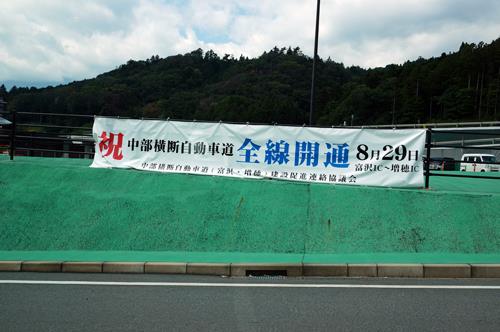 祝 中部横断自動車道 全線開通 8月29日
富沢IC~増穂IC
中部横断自動車道(富沢・増穂)建設促進連絡協議会